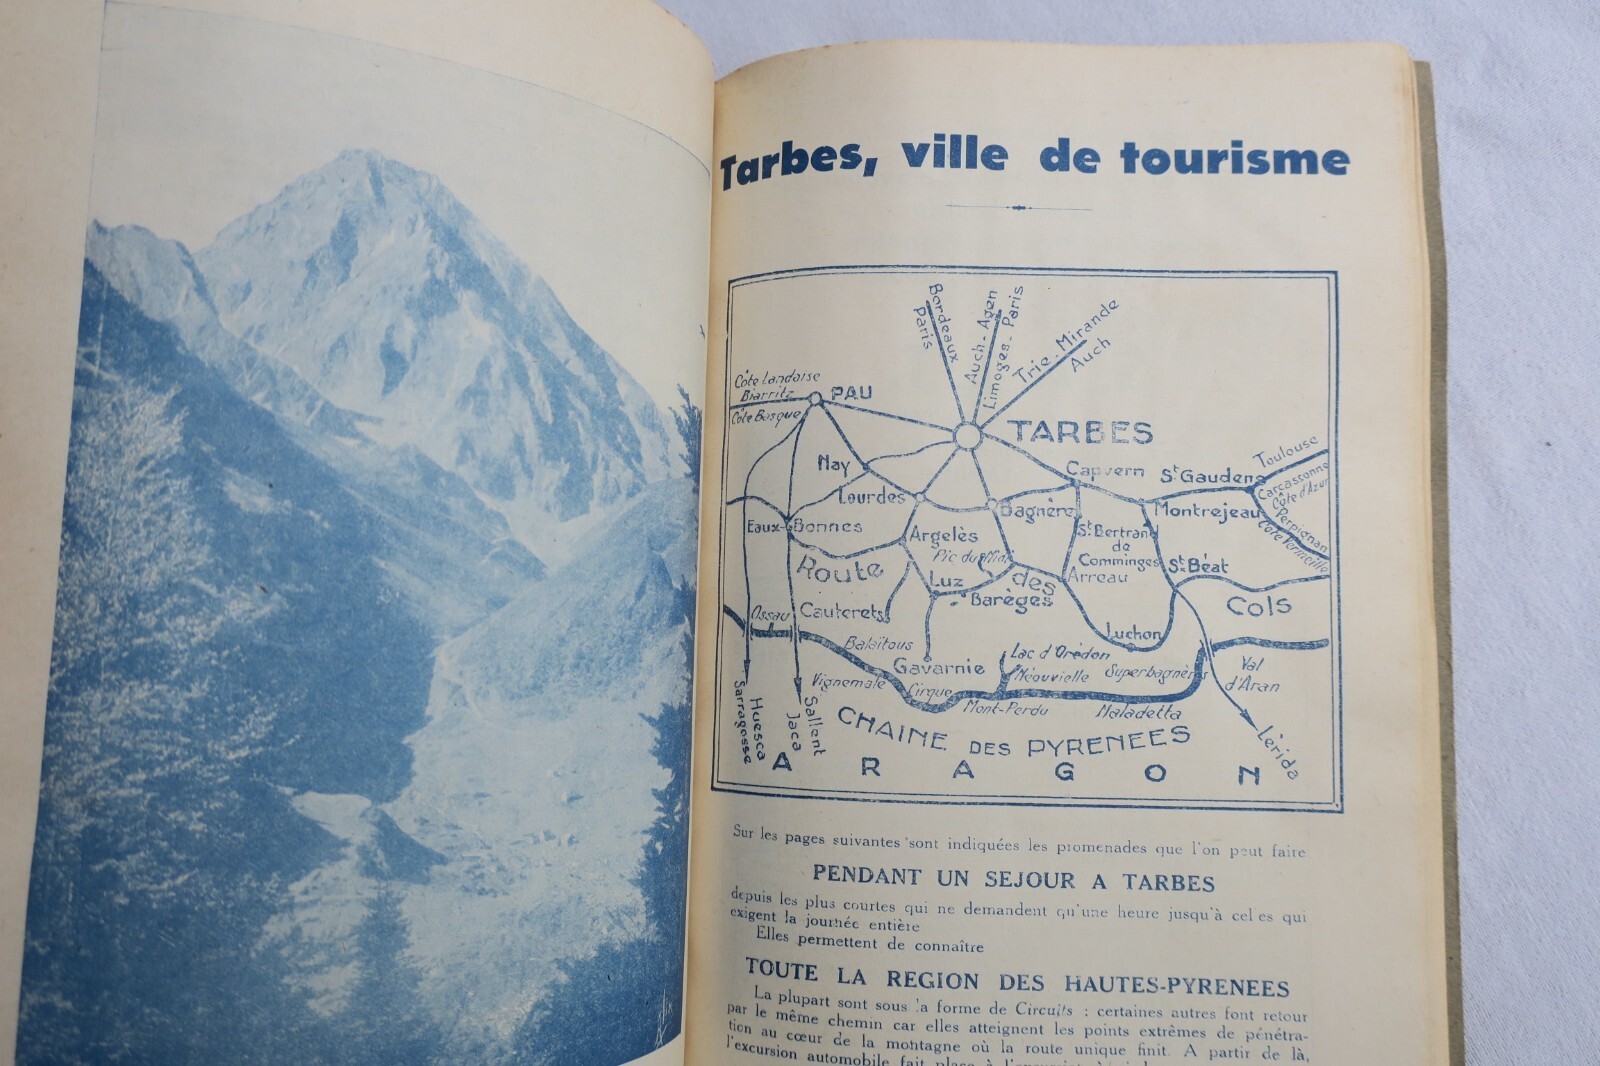 Tarbes, ville de tourisme
Bordeaux
Paris
Auch-Agen
Limoges-Paris
Trie-Mirande
Auch
Côte Landaise
Biarritz
Côte Basque
PAU
TARBES
Nay
Lourdes
Capvern
St Gaudens
Toulouse
Carcassonne
Côte d'Azur
Perpignan
Côte Vermeille
Eaux-Bonnes
Bagnères
Montrejeau
Argelès
St Bertrand
de
Comminges
St Béat
Pic du Midi
Route
des
Cols
Luz
Barèges
Arreau
Ossau
Cauterets
Balaïtous
Luchon
Gavarnie
Lac d'Orédon
Néouvielle
Superbagnères
Val
d'Aran
Vignemale
Cirque
Mont-Perdu
Maladetta
Sarragosse
Huesca
Jaca
Sallent
Lérida
CHAINE DES PYRENEES
ARAGON
Sur les pages suivantes sont indiquées les promenades que l'on peut faire
PENDANT UN SEJOUR A TARBES
depuis les plus courtes qui ne demandent qu'une heure jusqu'à celles qui
exigent la journée entière
Elles permettent de connaître
TOUTE LA REGION DES HAUTES-PYRENEES
La plupart sont sous la forme de Circuits : certaines autres font retour
par le même chemin car elles atteignent les points extrêmes de pénétra-
tion au cœur de la montagne où la route unique finit. A partir de là,
l'excursion automobile fait place à